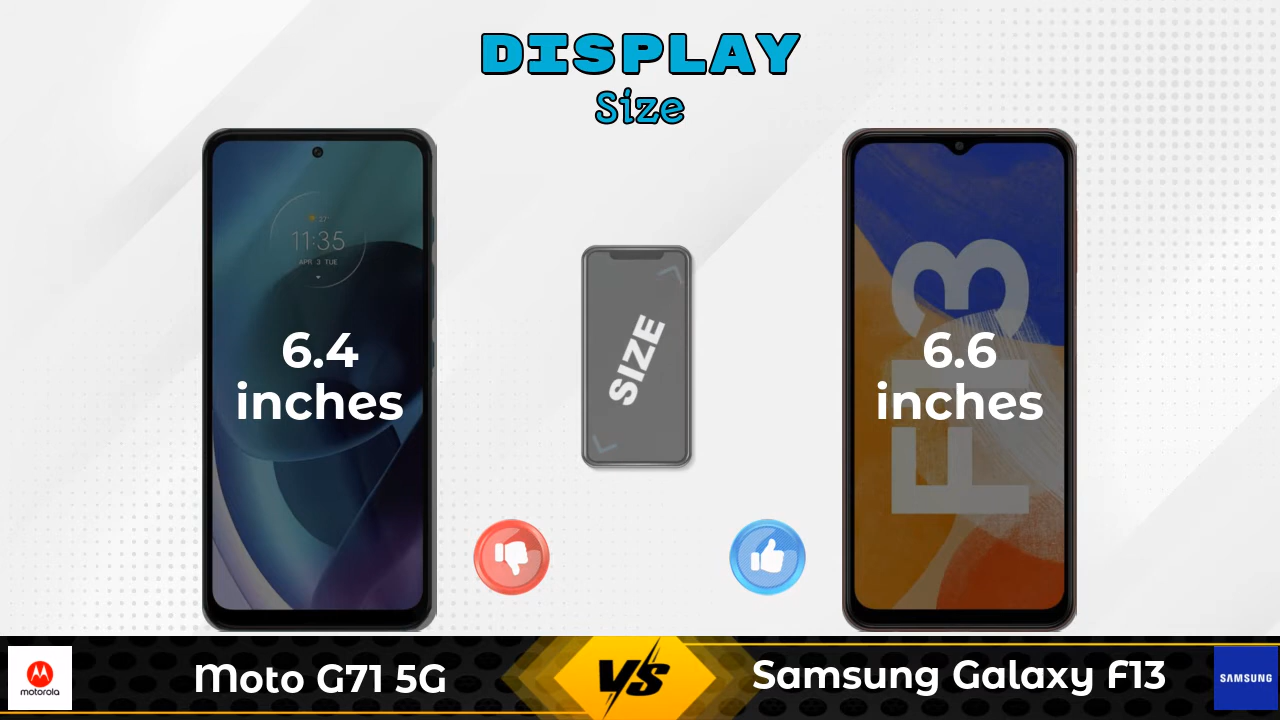 DISPLAY
Size
27°
11:35
APR 3 TUE
6.4
inches
SIZE
F13
6.6
inches
motorola
Moto G71 5G
VS
Samsung Galaxy F13
SAMSUNG